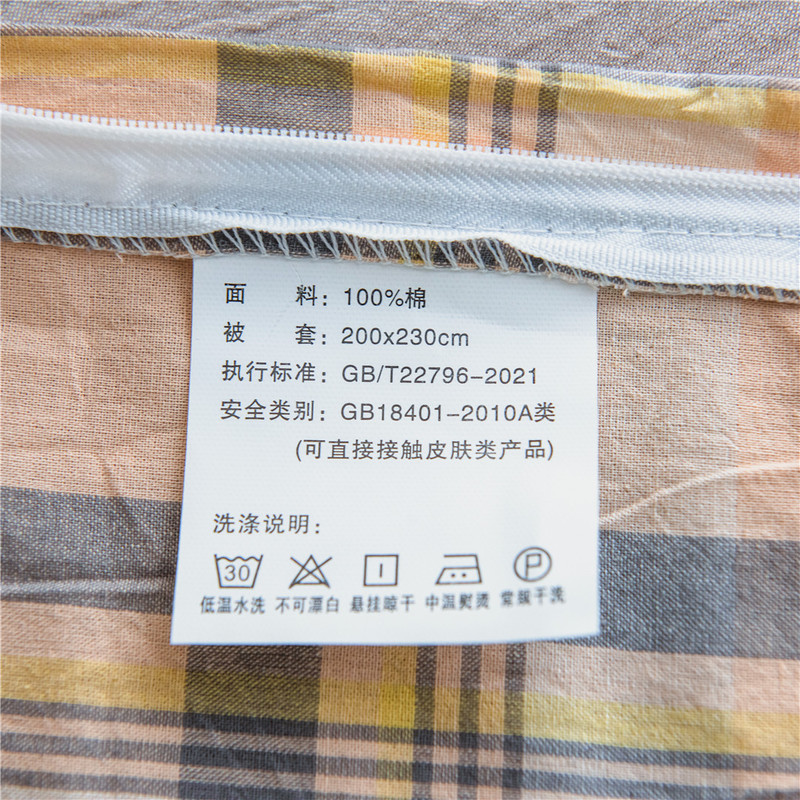 面 料：100%棉
被 套：200x230cm
执行标准：GB/T22796-2021
安全类别：GB18401-2010A类
(可直接接触皮肤类产品)
洗涤说明：
30 P
低温水洗 不可漂白 悬挂晾干 中温熨烫 常规干洗